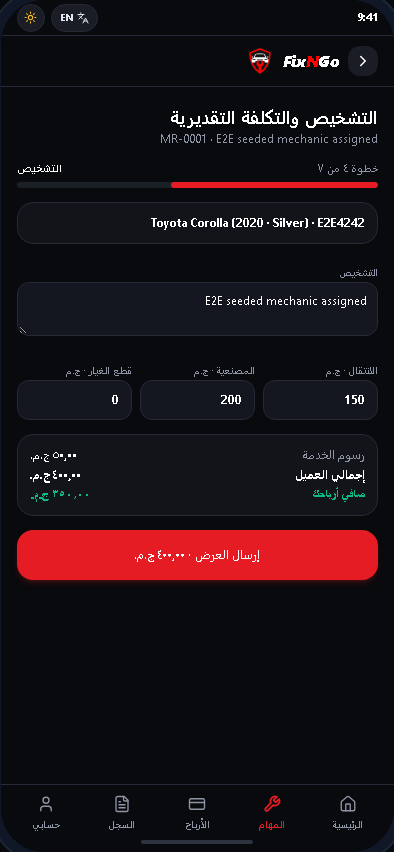 9:41
EN
FixNGo
التشخيص والتكلفة التقديرية
MR-0001 · E2E seeded mechanic assigned
خطوة ٤ من ٧
التشخيص
Toyota Corolla (2020 · Silver) · E2E4242
التشخيص
E2E seeded mechanic assigned
الانتقال · ج.م
المصنعية · ج.م
قطع الغيار · ج.م
150
200
0
رسوم الخدمة
٥٠٫٠٠ ج.م.
إجمالي العميل
٤٠٠٫٠٠ ج.م.
صافي أرباحك
٣٥٠٫٠٠ ج.م.
إرسال العرض · ٤٠٠٫٠٠ ج.م.
الرئيسية
المهام
الأرباح
السجل
حسابي